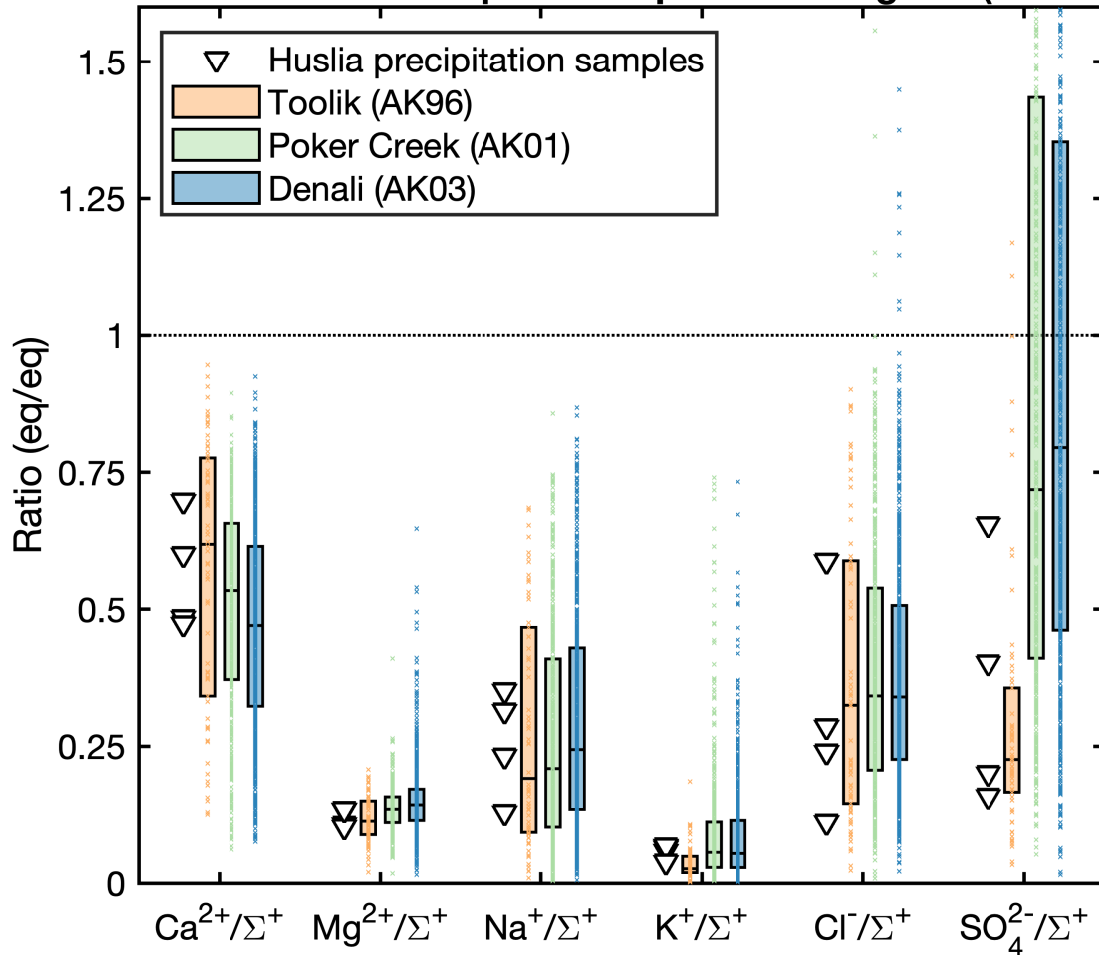 1.5
1.25
1
0.75
0.5
0.25
0
Ratio (eq/eq)
Huslia precipitation samples
Toolik (AK96)
Poker Creek (AK01)
Denali (AK03)
Ca²⁺/Σ⁺ Mg²⁺/Σ⁺ Na⁺/Σ⁺ K⁺/Σ⁺ Cl⁻/Σ⁺ SO₄²⁻/Σ⁺